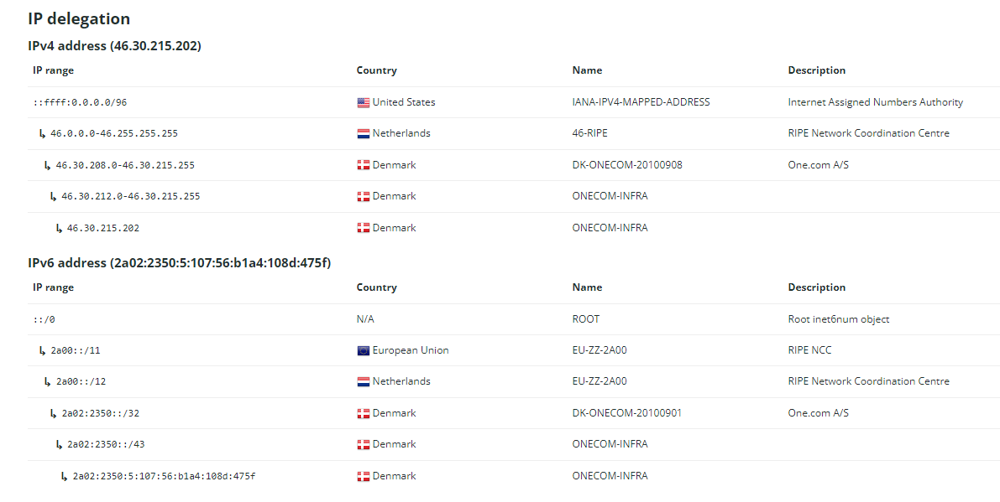 IP delegation
IPv4 address (46.30.215.202)
IP range Country Name Description
::ffff:0.0.0.0/96 United States IANA-IPV4-MAPPED-ADDRESS Internet Assigned Numbers Authority
↳ 46.0.0.0-46.255.255.255 Netherlands 46-RIPE RIPE Network Coordination Centre
↳ 46.30.208.0-46.30.215.255 Denmark DK-ONECOM-20100908 One.com A/S
↳ 46.30.212.0-46.30.215.255 Denmark ONECOM-INFRA
↳ 46.30.215.202 Denmark ONECOM-INFRA
IPv6 address (2a02:2350:5:107:56:b1a4:108d:475f)
IP range Country Name Description
::/0 N/A ROOT Root inet6num object
↳ 2a00::/11 European Union EU-ZZ-2A00 RIPE NCC
↳ 2a00::/12 Netherlands EU-ZZ-2A00 RIPE Network Coordination Centre
↳ 2a02:2350::/32 Denmark DK-ONECOM-20100901 One.com A/S
↳ 2a02:2350::/43 Denmark ONECOM-INFRA
↳ 2a02:2350:5:107:56:b1a4:108d:475f Denmark ONECOM-INFRA